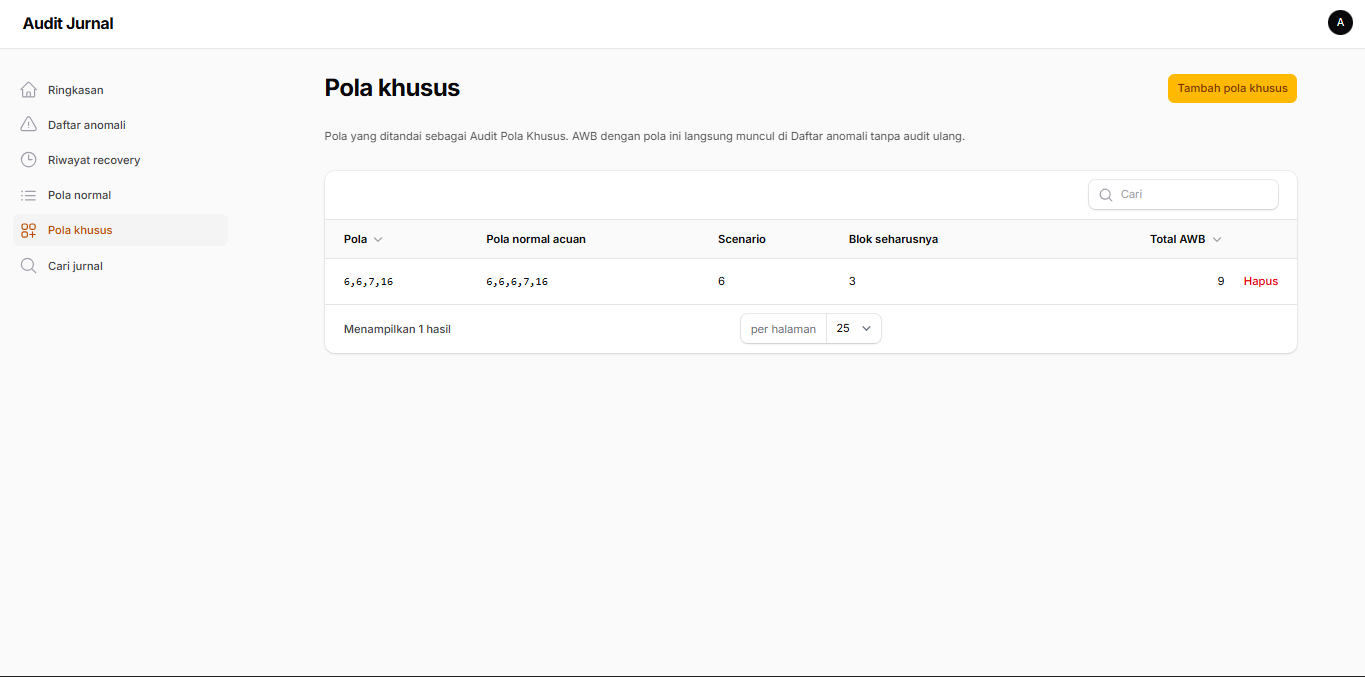 Audit Jurnal
A
Ringkasan
Daftar anomali
Riwayat recovery
Pola normal
Pola khusus
Cari jurnal
Pola khusus
Tambah pola khusus
Pola yang ditandai sebagai Audit Pola Khusus. AWB dengan pola ini langsung muncul di Daftar anomali tanpa audit ulang.
Cari
Pola Pola normal acuan Scenario Blok seharusnya Total AWB
6,6,7,16 6,6,6,7,16 6 3 9 Hapus
Menampilkan 1 hasil per halaman 25